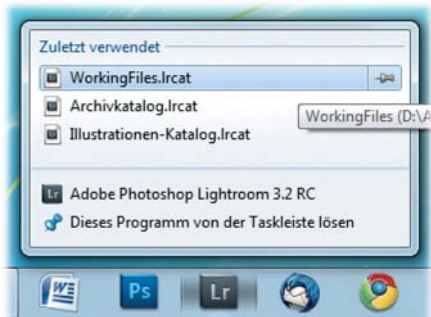 Zuletzt verwendet
WorkingFiles.lrcat
Archivkatalog.lrcat
WorkingFiles (D:\A
Illustrationen-Katalog.lrcat
Lr Adobe Photoshop Lightroom 3.2 RC
Dieses Programm von der Taskleiste lösen
W Ps Lr